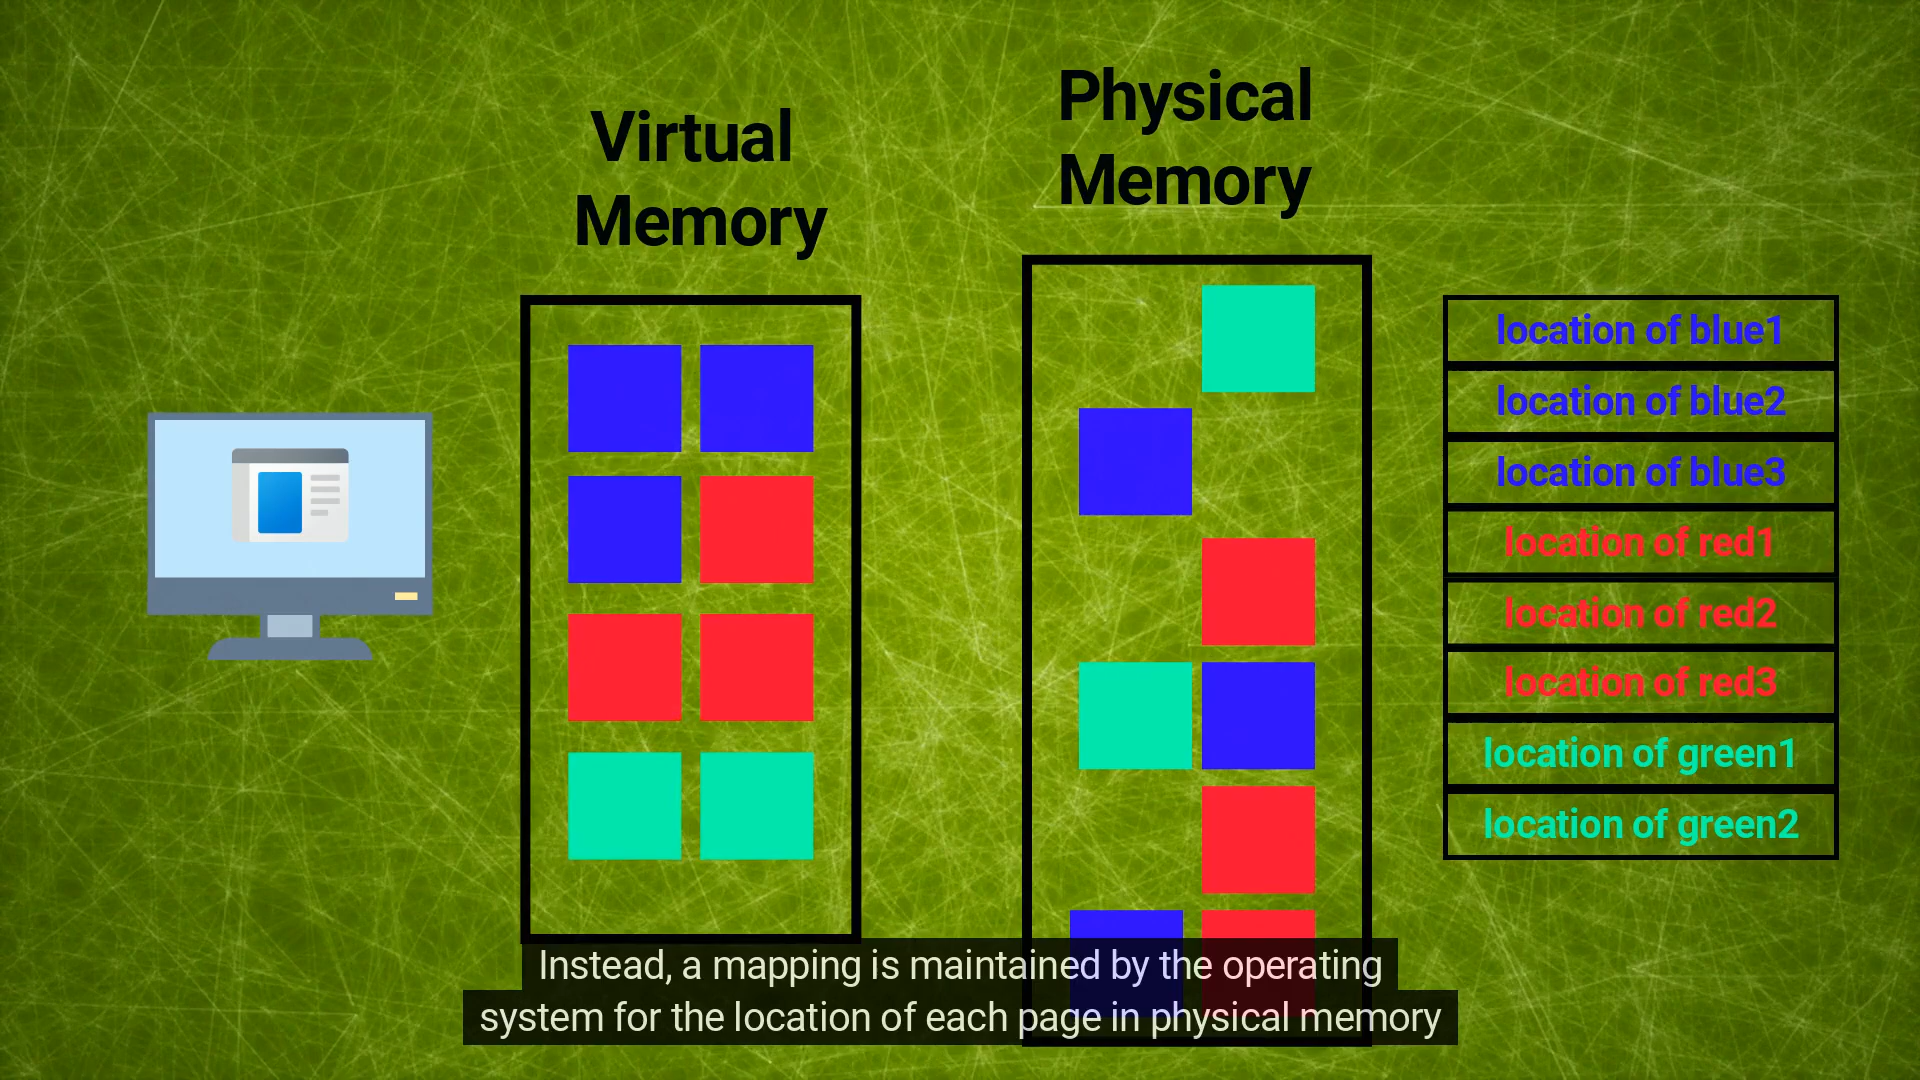 Virtual
Memory
Physical
Memory
location of blue1
location of blue2
location of blue3
location of red1
location of red2
location of red3
location of green1
location of green2
Instead, a mapping is maintained by the operating
system for the location of each page in physical memory